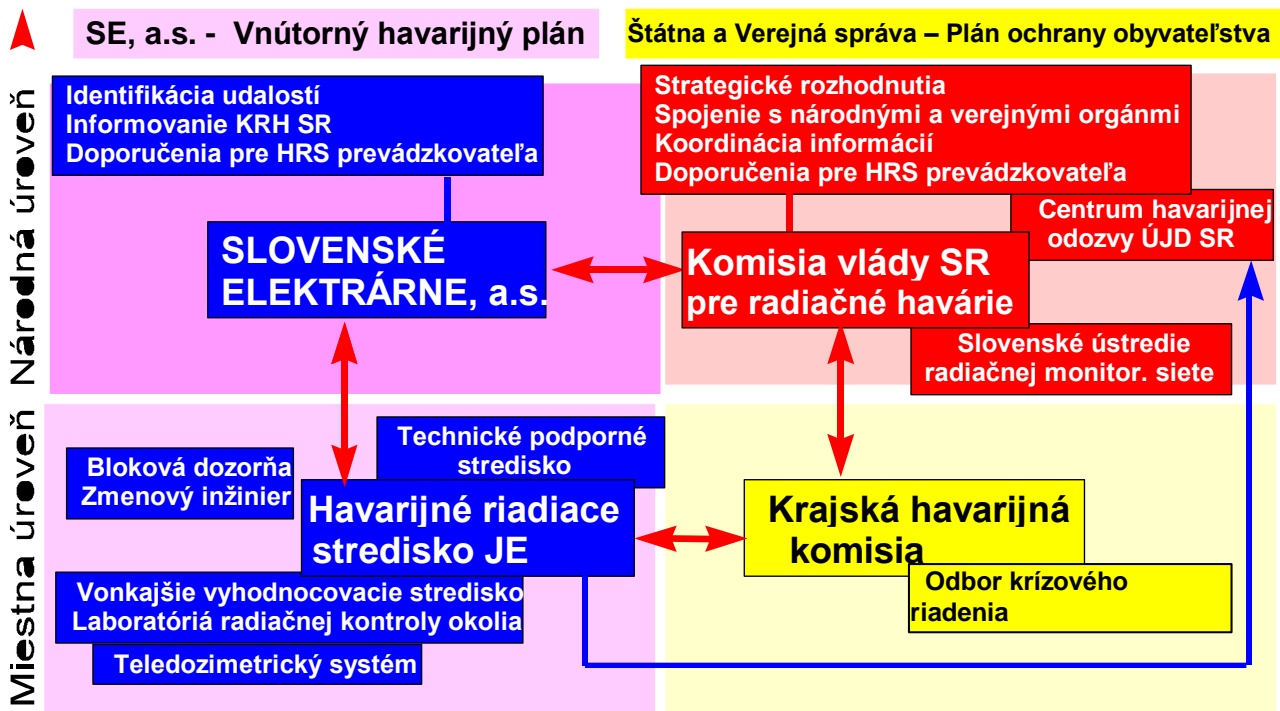 SE, a.s. - Vnútorný havarijný plán
Štátna a Verejná správa – Plán ochrany obyvateľstva
Národná úroveň
Identifikácia udalostí
Informovanie KRH SR
Doporučenia pre HRS prevádzkovateľa
SLOVENSKÉ
ELEKTRÁRNE, a.s.
Strategické rozhodnutia
Spojenie s národnými a verejnými orgánmi
Koordinácia informácií
Doporučenia pre HRS prevádzkovateľa
Centrum havarijnej
odozvy ÚJD SR
Komisia vlády SR
pre radiačné havárie
Slovenské ústredie
radiačnej monitor. siete
Miestna úroveň
Technické podporné
stredisko
Bloková dozorňa
Zmenový inžinier
Havarijné riadiace
stredisko JE
Vonkajšie vyhodnocovacie stredisko
Laboratóriá radiačnej kontroly okolia
Teledozimetrický systém
Krajská havarijná
komisia
Odbor krízového
riadenia